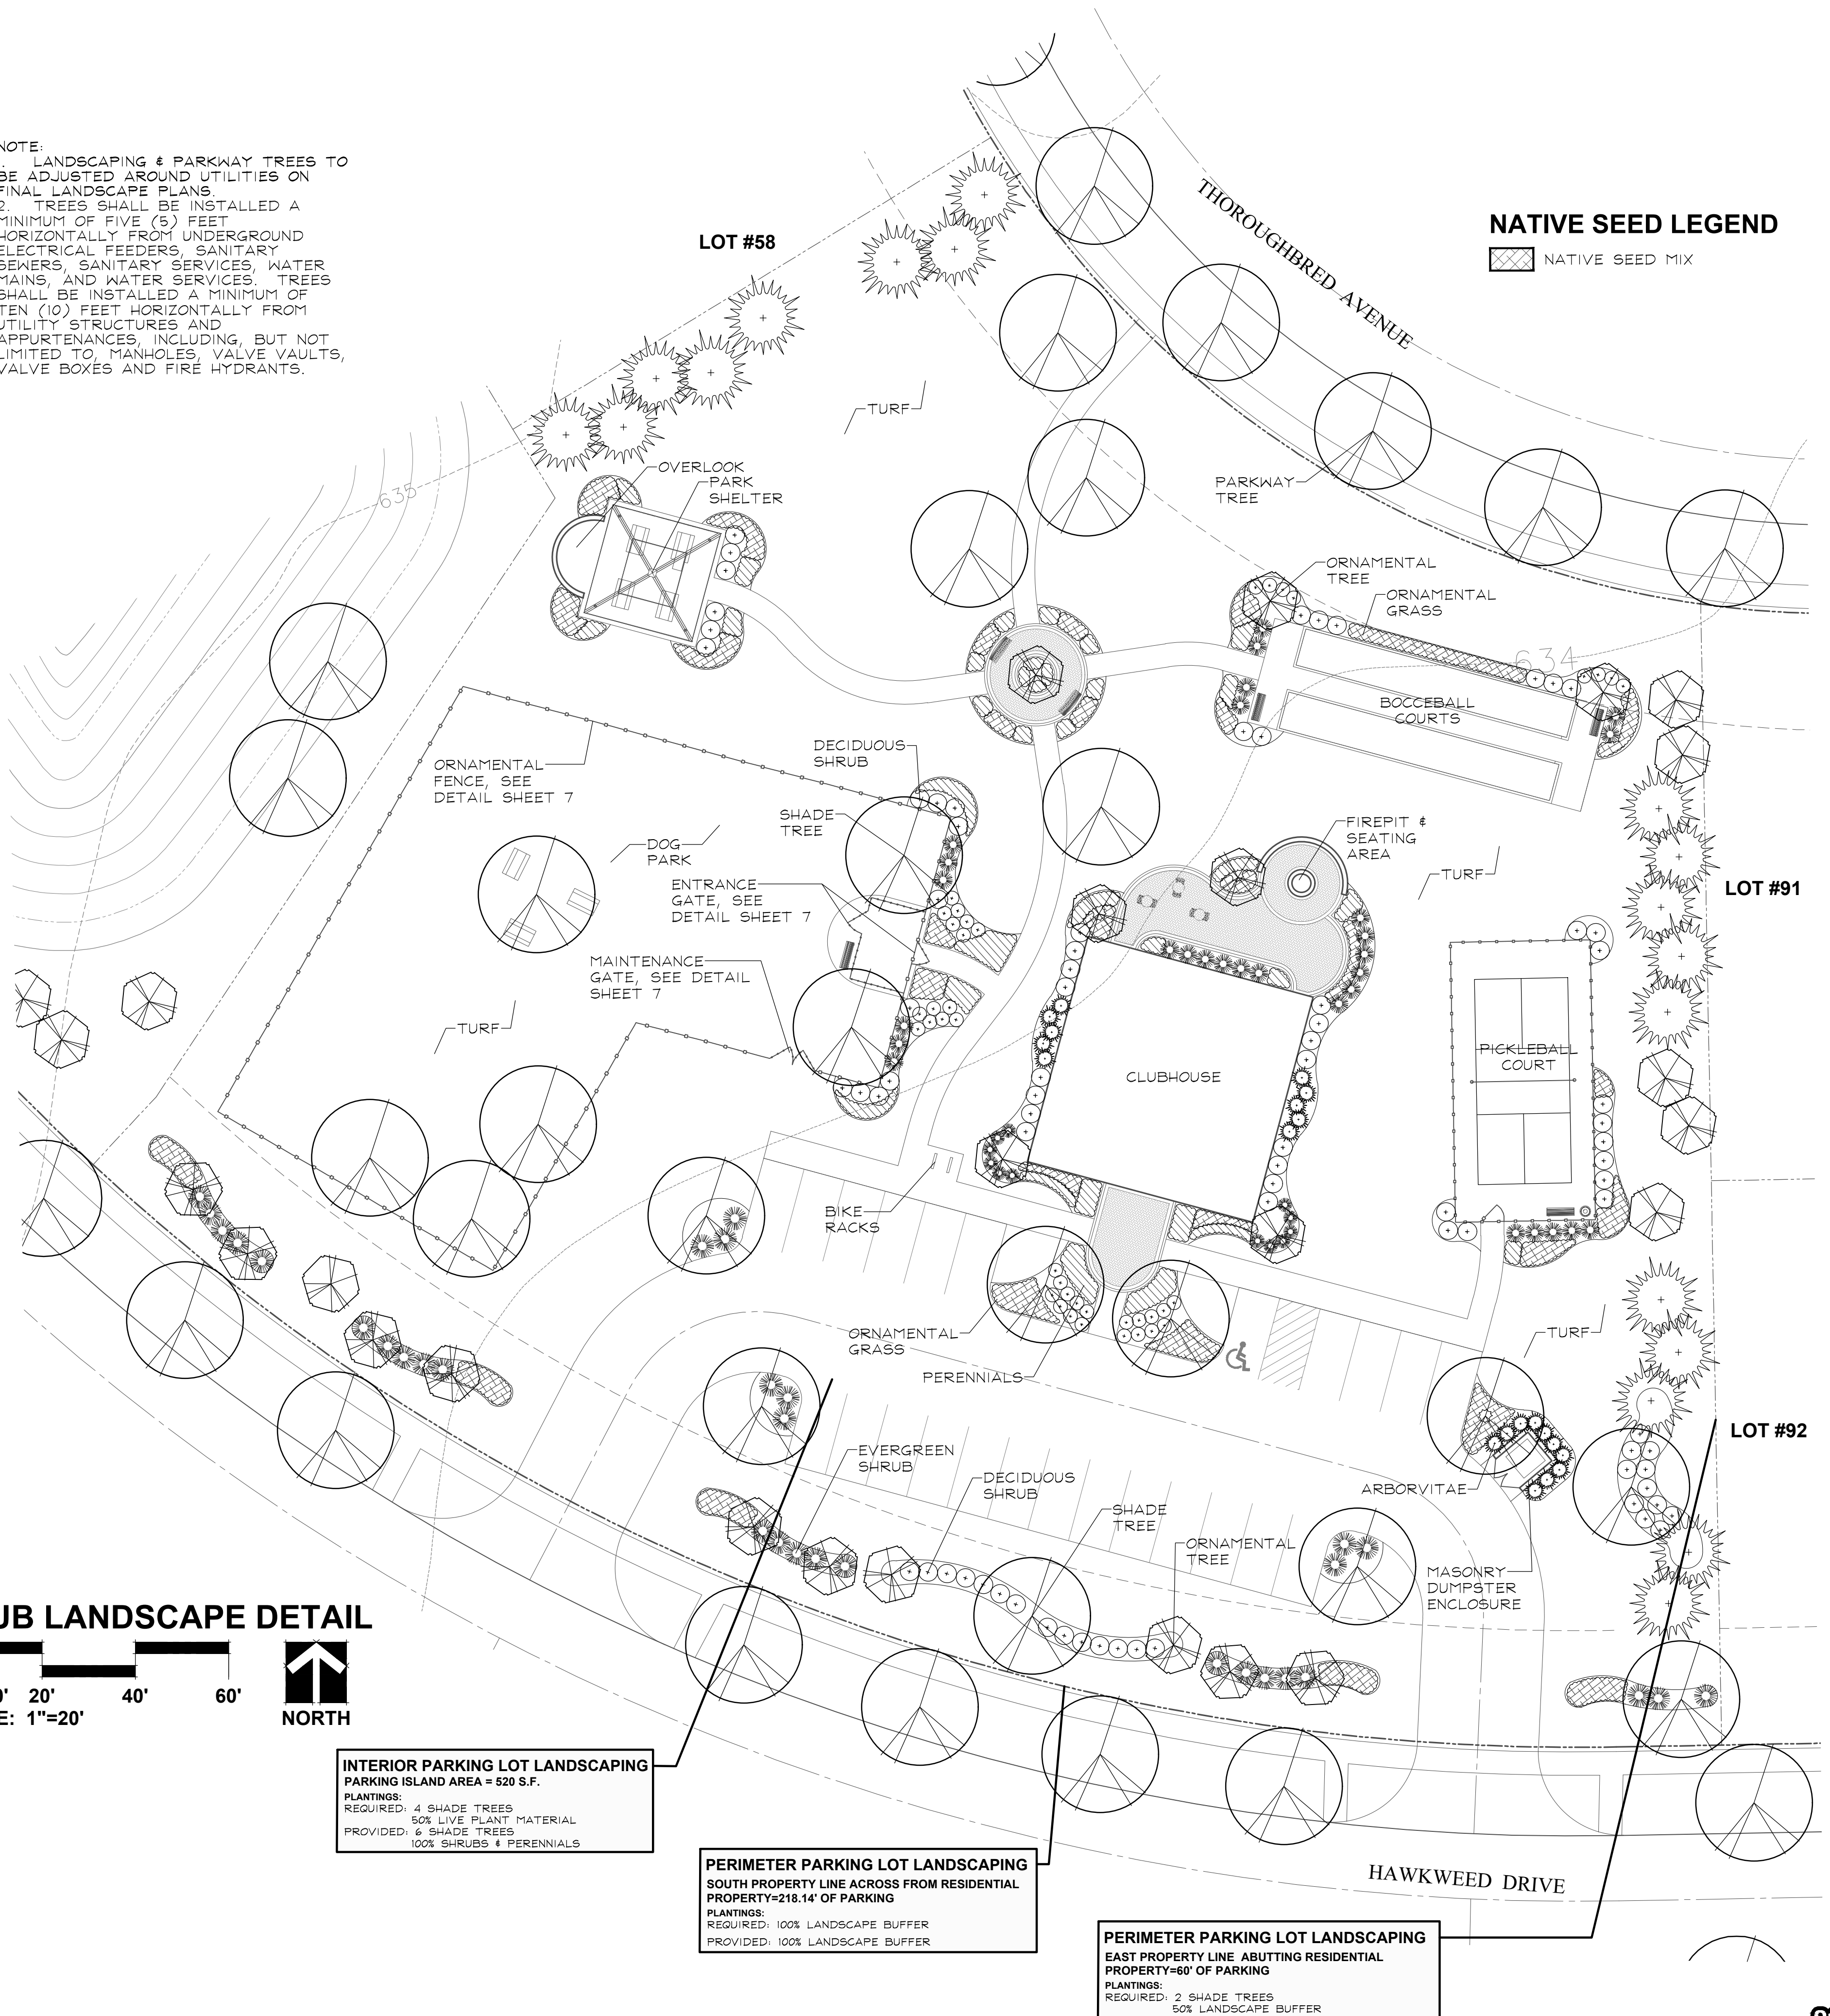 NOTE:
. LANDSCAPING & PARKWAY TREES TO
BE ADJUSTED AROUND UTILITIES ON
FINAL LANDSCAPE PLANS.
2. TREES SHALL BE INSTALLED A
MINIMUM OF FIVE (5) FEET
HORIZONTALLY FROM UNDERGROUND
ELECTRICAL FEEDERS, SANITARY
SEWERS, SANITARY SERVICES, WATER
MAINS, AND WATER SERVICES. TREES
SHALL BE INSTALLED A MINIMUM OF
TEN (10) FEET HORIZONTALLY FROM
UTILITY STRUCTURES AND
APPURTENANCES, INCLUDING, BUT NOT
LIMITED TO, MANHOLES, VALVE VAULTS,
VALVE BOXES AND FIRE HYDRANTS.
LOT #58
THOROUGHBRED AVENUE
NATIVE SEED LEGEND
NATIVE SEED MIX
TURF
635
OVERLOOK
PARK
SHELTER
PARKWAY
TREE
ORNAMENTAL
TREE
ORNAMENTAL
GRASS
634
BOCCEBALL
COURTS
ORNAMENTAL
FENCE, SEE
DETAIL SHEET 7
DECIDUOUS
SHRUB
SHADE
TREE
DOG
PARK
ENTRANCE
GATE, SEE
DETAIL SHEET 7
MAINTENANCE
GATE, SEE DETAIL
SHEET 7
TURF
FIREPIT &
SEATING
AREA
TURF
LOT #91
CLUBHOUSE
PICKLEBALL
COURT
BIKE
RACKS
ORNAMENTAL
GRASS
PERENNIALS
TURF
LOT #92
EVERGREEN
SHRUB
DECIDUOUS
SHRUB
SHADE
TREE
ORNAMENTAL
TREE
ARBORVITAE
MASONRY
DUMPSTER
ENCLOSURE
UB LANDSCAPE DETAIL
0' 20' 40' 60'
E: 1"=20'
NORTH
INTERIOR PARKING LOT LANDSCAPING
PARKING ISLAND AREA = 520 S.F.
PLANTINGS:
REQUIRED: 4 SHADE TREES
50% LIVE PLANT MATERIAL
PROVIDED: 6 SHADE TREES
100% SHRUBS & PERENNIALS
PERIMETER PARKING LOT LANDSCAPING
SOUTH PROPERTY LINE ACROSS FROM RESIDENTIAL
PROPERTY=218.14' OF PARKING
PLANTINGS:
REQUIRED: 100% LANDSCAPE BUFFER
PROVIDED: 100% LANDSCAPE BUFFER
HAWKWEED DRIVE
PERIMETER PARKING LOT LANDSCAPING
EAST PROPERTY LINE ABUTTING RESIDENTIAL
PROPERTY=60' OF PARKING
PLANTINGS:
REQUIRED: 2 SHADE TREES
50% LANDSCAPE BUFFER